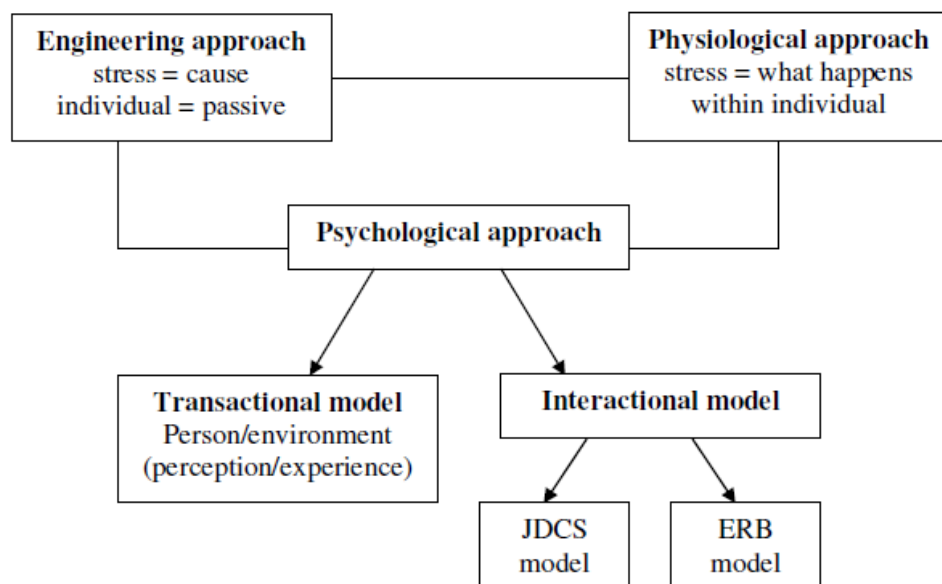 Engineering approach
stress = cause
individual = passive
Physiological approach
stress = what happens
within individual
Psychological approach
Transactional model
Person/environment
(perception/experience)
Interactional model
JDCS
model
ERB
model